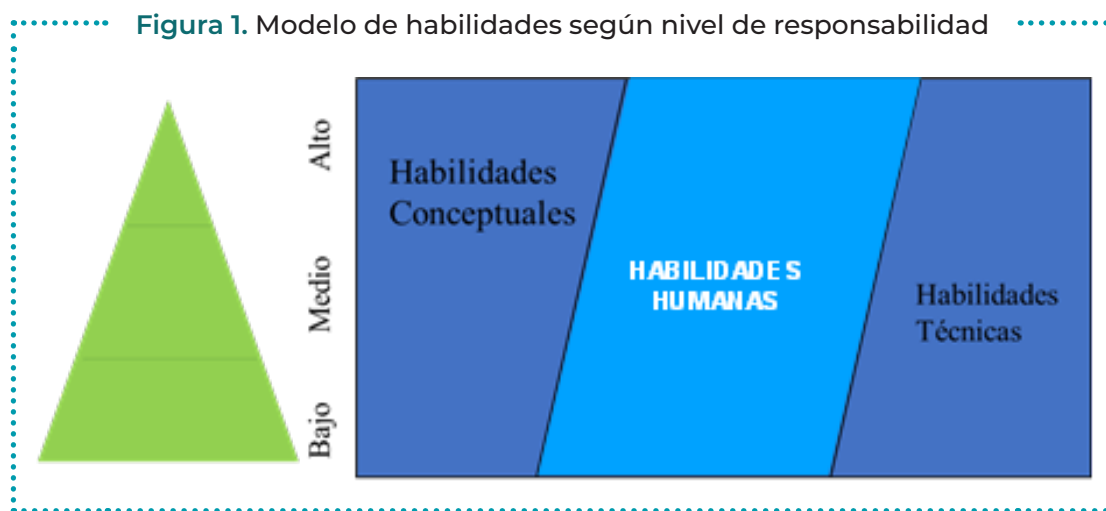 Figura 1. Modelo de habilidades según nivel de responsabilidad
Alto
Medio
Bajo
Habilidades
Conceptuales
HABILIDADES
HUMANAS
Habilidades
Técnicas